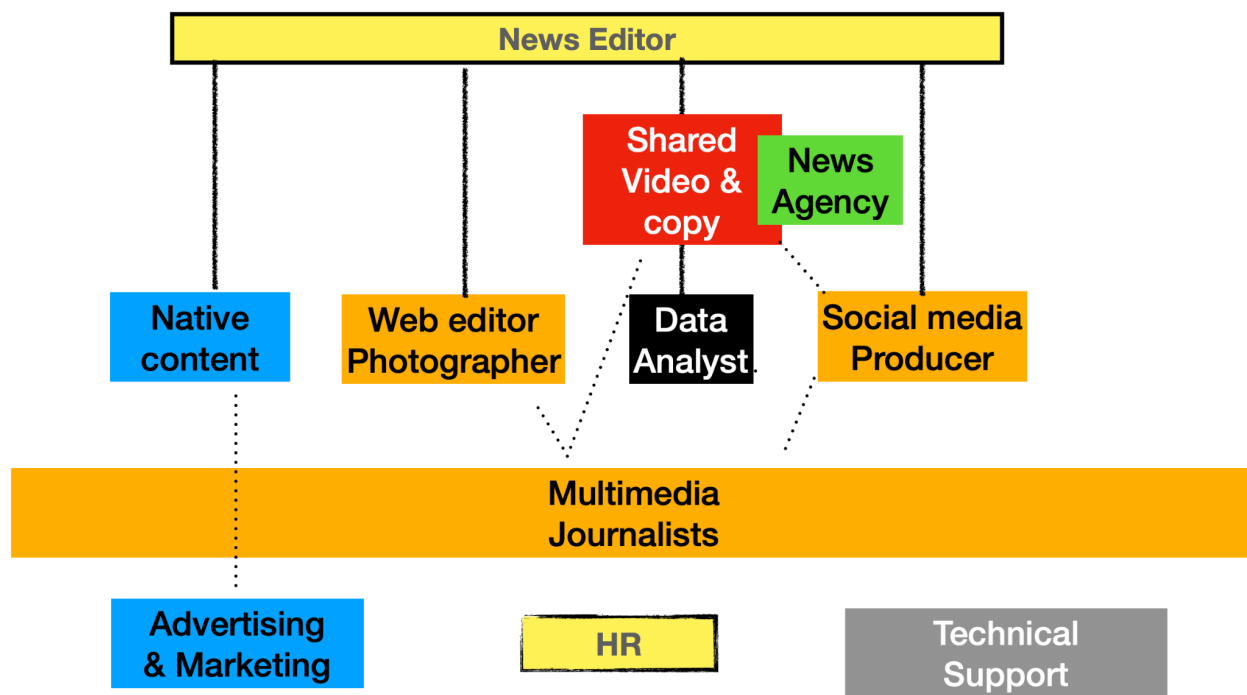 News Editor
Shared
Video &
copy
News
Agency
Native
content
Web editor
Photographer
Data
Analyst
Social media
Producer
Multimedia
Journalists
Advertising
& Marketing
HR
Technical
Support